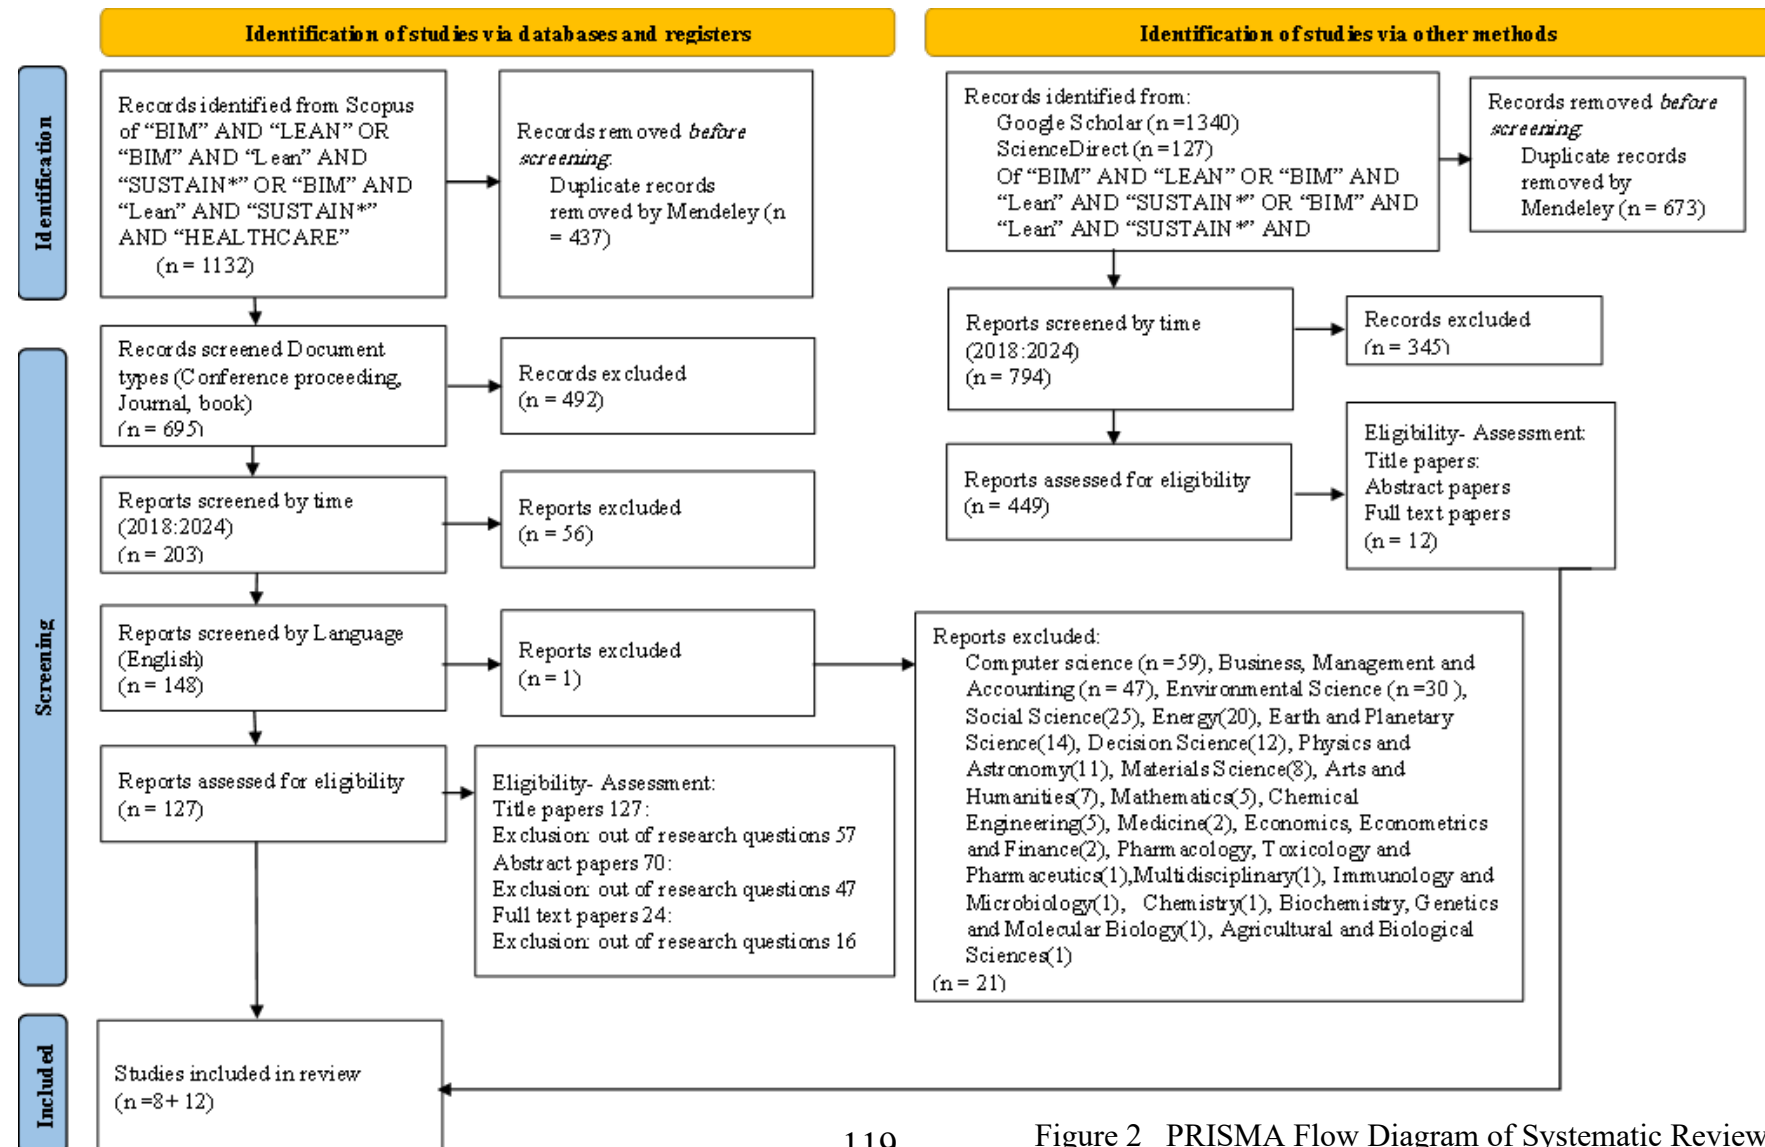 Identification of studies via databases and registers
Identification of studies via other methods
Identification
Records identified from Scopus
of “BIM” AND “LEAN” OR
“BIM” AND “Lean” AND
“SUSTAIN*” OR “BIM” AND
“Lean” AND “SUSTAIN*”
AND “HEALTHCARE”
(n = 1132)
Records removed before
screening:
Duplicate records
removed by Mendeley (n
= 437)
Records identified from:
Google Scholar (n =1340)
ScienceDirect (n =127)
Of “BIM” AND “LEAN” OR “BIM” AND
“Lean” AND “SUSTAIN*” OR “BIM” AND
“Lean” AND “SUSTAIN*” AND
Records removed before
screening:
Duplicate records
removed by
Mendeley (n = 673)
Screening
Records screened Document
types (Conference proceeding,
Journal, book)
(n = 695)
Records excluded
(n = 492)
Reports screened by time
(2018:2024)
(n = 794)
Records excluded
(n = 345)
Reports screened by time
(2018:2024)
(n = 203)
Reports excluded
(n = 56)
Reports assessed for eligibility
(n = 449)
Eligibility- Assessment:
Title papers:
Abstract papers
Full text papers
(n = 12)
Reports screened by Language
(English)
(n = 148)
Reports excluded
(n = 1)
Reports excluded:
Computer science (n =59), Business, Management and
Accounting (n = 47), Environmental Science (n =30 ),
Social Science(25), Energy(20), Earth and Planetary
Science(14), Decision Science(12), Physics and
Astronomy(11), Materials Science(8), Arts and
Humanities(7), Mathematics(5), Chemical
Engineering(5), Medicine(2), Economics, Econometrics
and Finance(2), Pharmacology, Toxicology and
Pharmaceutics(1),Multidisciplinary(1), Immunology and
Microbiology(1), Chemistry(1), Biochemistry, Genetics
and Molecular Biology(1), Agricultural and Biological
Sciences(1)
(n = 21)
Reports assessed for eligibility
(n = 127)
Eligibility- Assessment:
Title papers 127:
Exclusion: out of research questions 57
Abstract papers 70:
Exclusion: out of research questions 47
Full text papers 24:
Exclusion: out of research questions 16
Included
Studies included in review
(n =8+ 12)
119
Figure 2 PRISMA Flow Diagram of Systematic Review